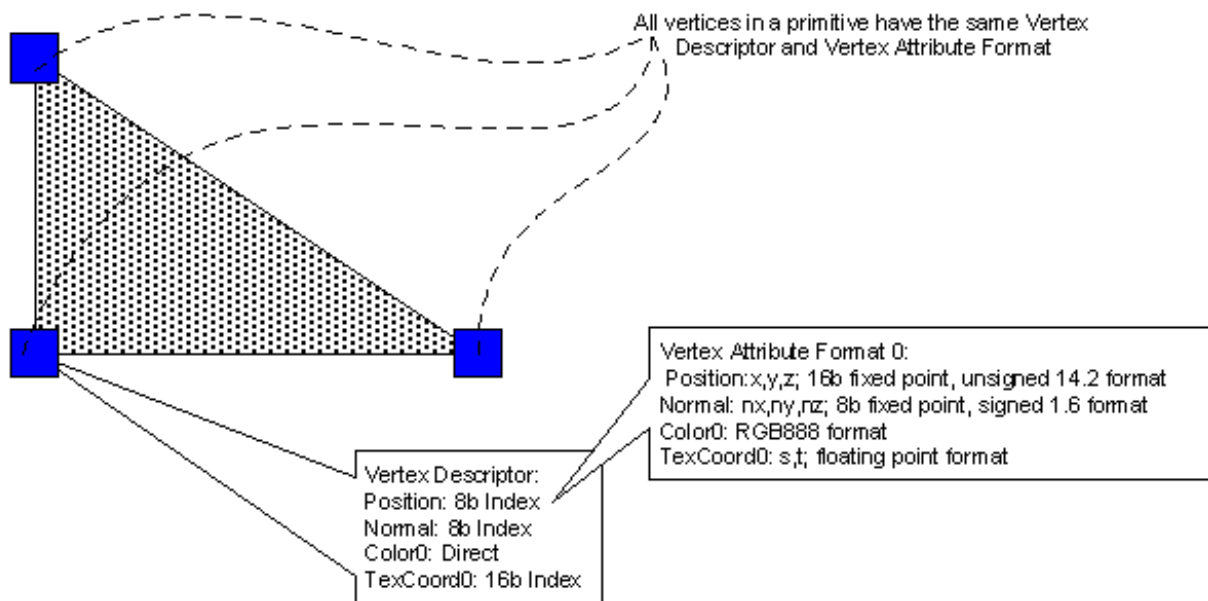 All vertices in a primitive have the same Vertex
Descriptor and Vertex Attribute Format
Vertex Attribute Format 0:
Position:x,y,z; 16b fixed point, unsigned 14.2 format
Normal: nx,ny,nz; 8b fixed point, signed 1.6 format
Color0: RGB888 format
TexCoord0: s,t; floating point format
Vertex Descriptor:
Position: 8b Index
Normal: 8b Index
Color0: Direct
TexCoord0: 16b Index